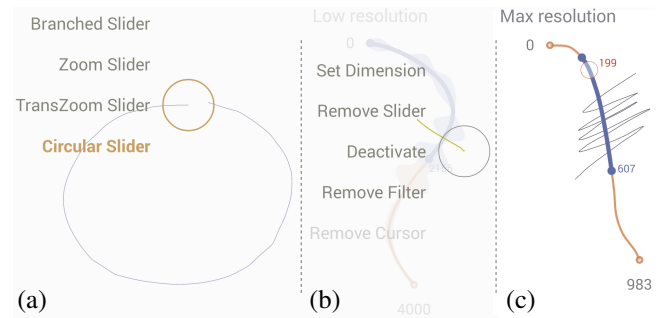 Branched Slider
Zoom Slider
TransZoom Slider
Circular Slider
(a)
Low resolution
0
Set Dimension
Remove Slider
Deactivate
Remove Filter
Remove Cursor
4000
(b)
Max resolution
0
199
607
983
(c)